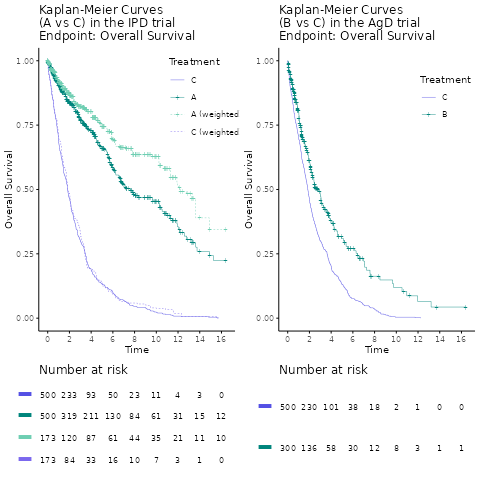 Kaplan-Meier Curves
(A vs C) in the IPD trial
Endpoint: Overall Survival
Treatment
C
A
A (weighted
C (weighted
Overall Survival
1.00
0.75
0.50
0.25
0.00
0 2 4 6 8 10 12 14 16
Time
Number at risk
500 233 93 50 23 11 4 3 0
500 319 211 130 84 61 31 15 12
173 120 87 61 44 35 21 11 10
173 84 33 16 10 7 3 1 0
Kaplan-Meier Curves
(B vs C) in the AgD trial
Endpoint: Overall Survival
Treatment
C
B
Overall Survival
1.00
0.75
0.50
0.25
0.00
0 2 4 6 8 10 12 14 16
Time
Number at risk
500 230 101 38 18 2 1 0 0
300 136 58 30 12 8 3 1 1